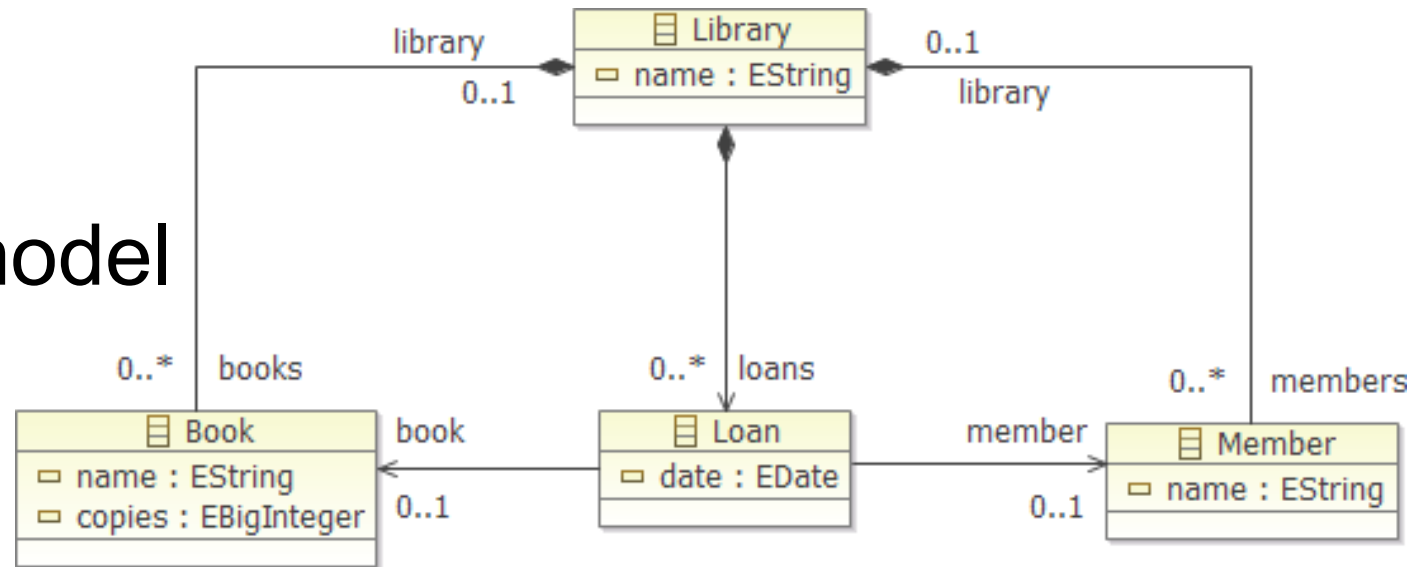 library
Library
0..1
0..1
name : EString
library
model
0..*
books
0..*
loans
0..*
members
Book
name : EString
copies : EBigInteger
book
0..1
Loan
date : EDate
member
0..1
Member
name : EString